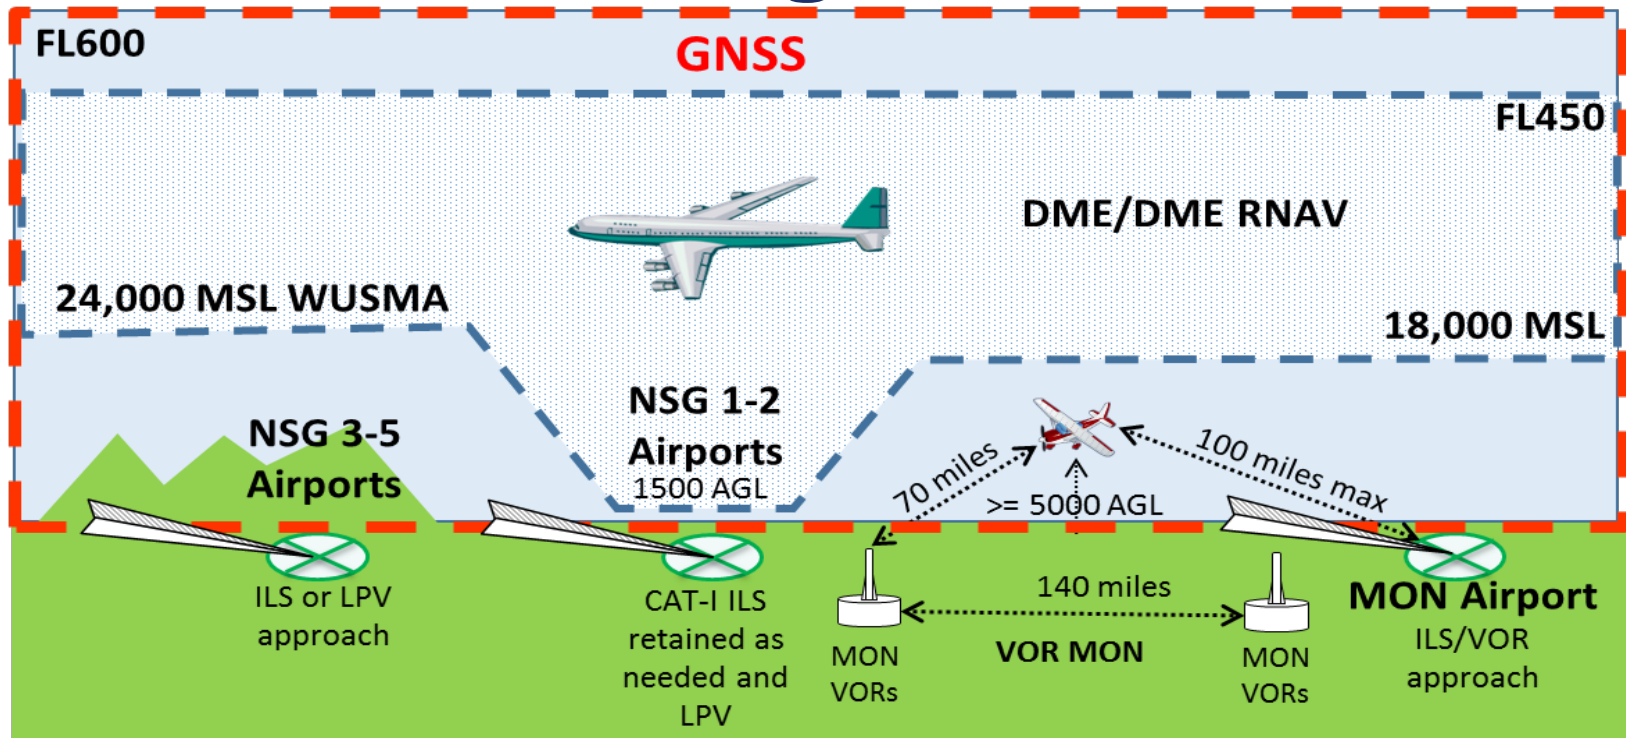 FL600
GNSS
FL450
DME/DME RNAV
24,000 MSL WUSMA
18,000 MSL
NSG 1-2
Airports
1500 AGL
NSG 3-5
Airports
70 miles
100 miles max
>= 5000 AGL
ILS or LPV
approach
CAT-I ILS
retained as
needed and
LPV
MON
VORs
140 miles
VOR MON
MON
VORs
MON Airport
ILS/VOR
approach